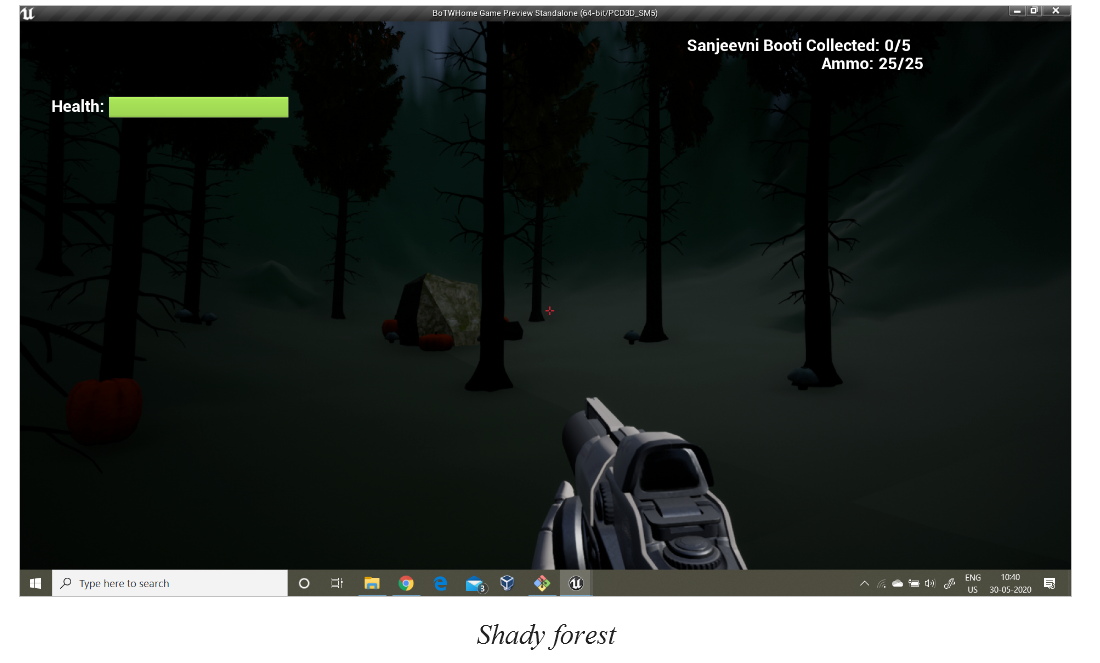 BoTWHome Game Preview Standalone (64-bit/PCD3D_SM5)
Sanjeevni Booti Collected: 0/5
Ammo: 25/25
Health:
Type here to search
3
ENG
US
10:40
30-05-2020
Shady forest